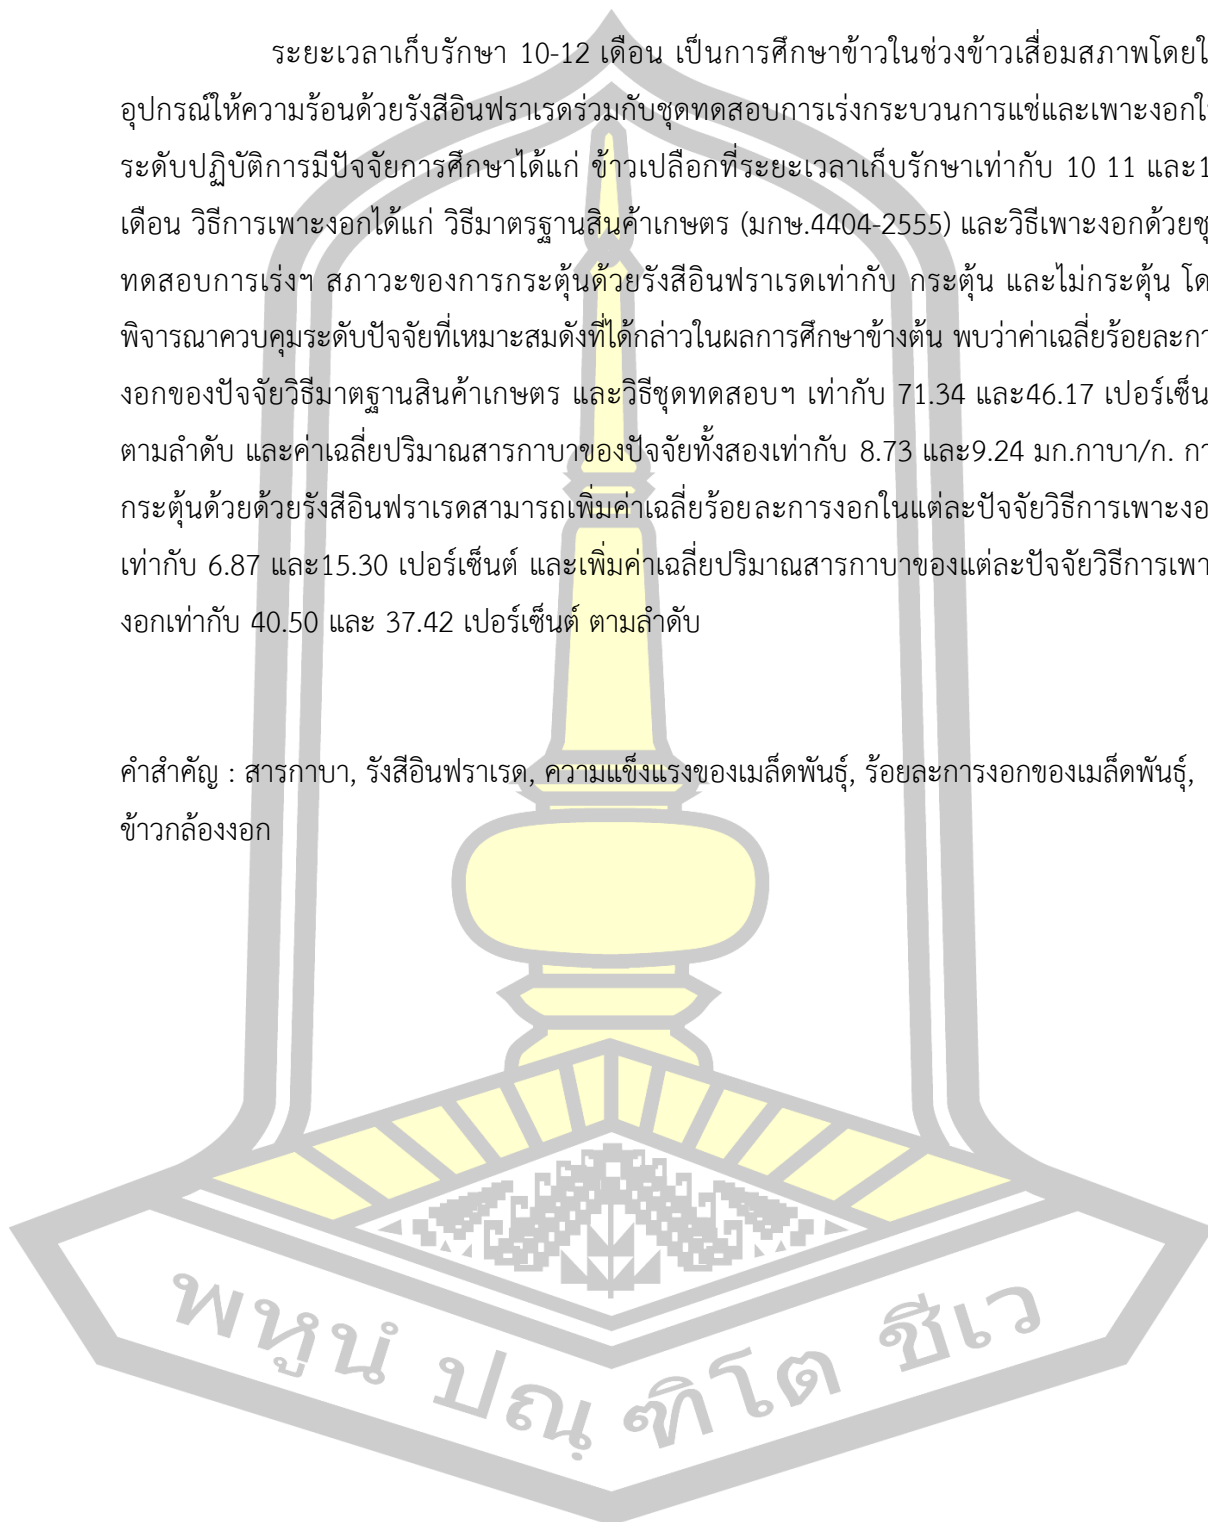 ระยะเวลาเก็บรักษา 10-12 เดือน เป็นการศึกษาข้าวในช่วงข้าวเสื่อมสภาพโดยใ
อุปกรณ์ให้ความร้อนด้วยรังสีอินฟราเรดร่วมกับชุดทดสอบการเร่งกระบวนการแช่และเพาะงอกใ
ระดับปฏิบัติการมีปัจจัยการศึกษาได้แก่ ข้าวเปลือกที่ระยะเวลาเก็บรักษาเท่ากับ 10 11 และ1
เดือน วิธีการเพาะงอกได้แก่ วิธีมาตรฐานสินค้าเกษตร (มกษ.4404-2555) และวิธีเพาะงอกด้วยชุ
ทดสอบการเร่งฯ สภาวะของการกระตุ้นด้วยรังสีอินฟราเรดเท่ากับ กระตุ้น และไม่กระตุ้น โด
พิจารณาควบคุมระดับปัจจัยที่เหมาะสมดังที่ได้กล่าวในผลการศึกษาข้างต้น พบว่าค่าเฉลี่ยร้อยละกา
งอกของปัจจัยวิธีมาตฐานสินค้าเกษตร และวิธีชุดทดสอบฯ เท่ากับ 71.34 และ46.17 เปอร์เซ็น
ตามลำดับ และค่าเฉลี่ยปริมาณสารกาบาของปัจจัยทั้งสองเท่ากับ 8.73 และ9.24 มก.กาบา/ก. กา
กระตุ้นด้วยด้วยรังสีอินฟราเรดสามารถเพิ่มค่าเฉลี่ยร้อยละการงอกในแต่ละปัจจัยวิธีการเพาะงอ
เท่ากับ 6.87 และ15.30 เปอร์เซ็นต์ และเพิ่มค่าเฉลี่ยปริมาณสารกาบาของแต่ละปัจจัยวิธีการเพา
งอกเท่ากับ 40.50 และ 37.42 เปอร์เซ็นต์ ตามลำดับ
คำสำคัญ : สารกาบา, รังสีอินฟราเรด, ความแข็งแรงของเมล็ดพันธุ์, ร้อยละการงอกของเมล็ดพันธุ์,
ข้าวกล้องงอก
พหูนํ ปณฺ ฑิโต ชีเว